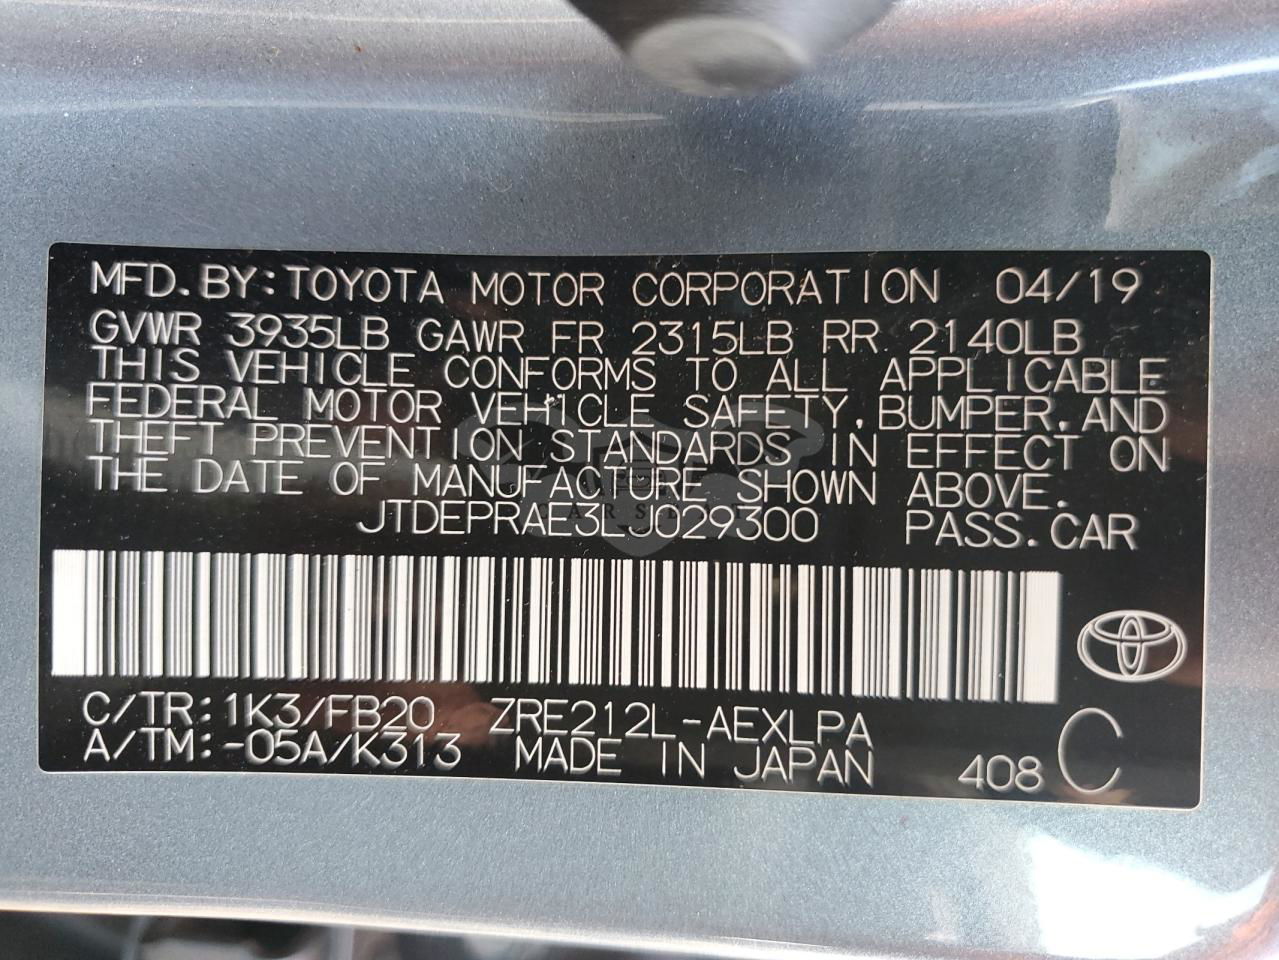 MFD. BY: TOYOTA MOTOR CORPORATION 04/19
GVWR 3935LB GAWR FR 2315LB RR 2140LB
THIS VEHICLE CONFORMS TO ALL APPLICABLE
FEDERAL MOTOR VEHICLE SAFETY, BUMPER, AND
THEFT PREVENTION STANDARDS IN EFFECT ON
THE DATE OF MANUFACTURE SHOWN ABOVE.
JTDEPRAE3LJ029300 PASS. CAR
C/TR: 1K3/FB20 ZRE212L-AEXLPA
A/TM: -05A/K313 MADE IN JAPAN 408 C